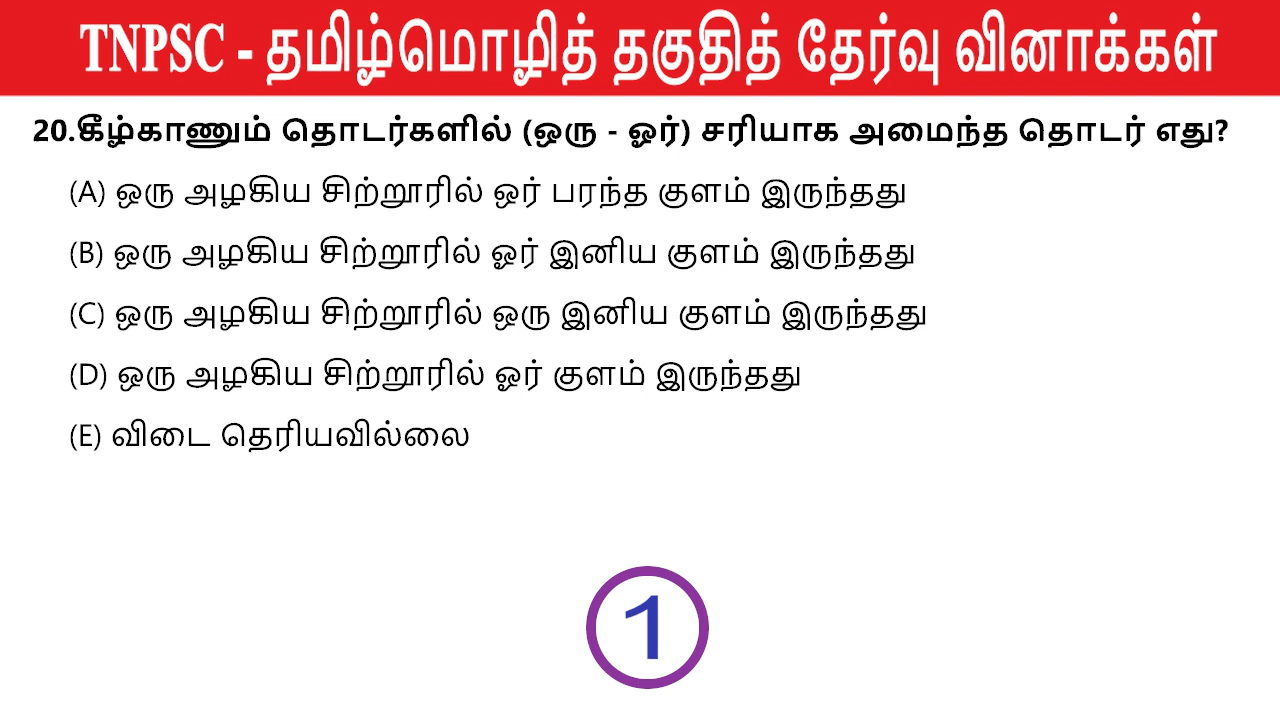 TNPSC - தமிழ்மொழித் தகுதித் தேர்வு வினாக்கள்
20.கீழ்காணும் தொடர்களில் (ஒரு - ஓர்) சரியாக அமைந்த தொடர் எது?
(A) ஒரு அழகிய சிற்றூரில் ஒர் பரந்த குளம் இருந்தது
(B) ஒரு அழகிய சிற்றூரில் ஓர் இனிய குளம் இருந்தது
(C) ஒரு அழகிய சிற்றூரில் ஒரு இனிய குளம் இருந்தது
(D) ஒரு அழகிய சிற்றூரில் ஓர் குளம் இருந்தது
(E) விடை தெரியவில்லை
1